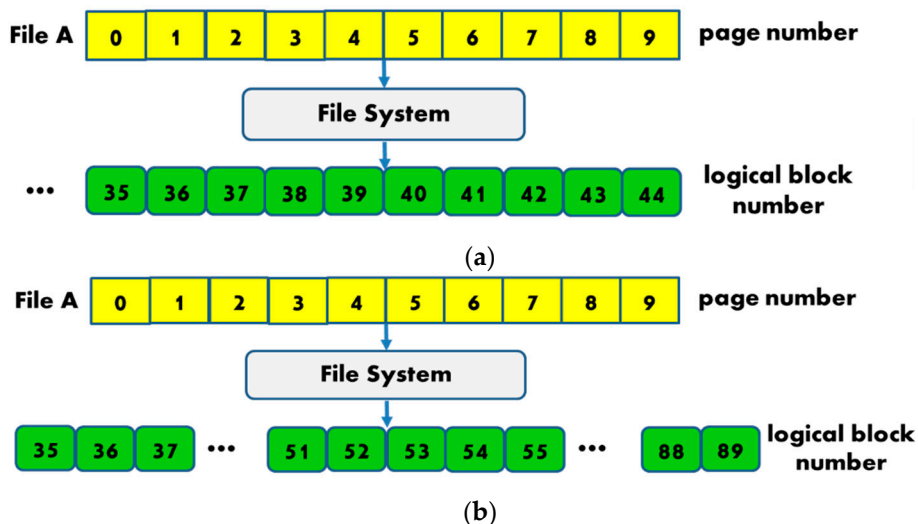 File A 0 1 2 3 4 5 6 7 8 9 page number
File System
... 35 36 37 38 39 40 41 42 43 44 logical block
number
(a)
File A 0 1 2 3 4 5 6 7 8 9 page number
File System
35 36 37 ... 51 52 53 54 55 ... 88 89 logical block
number
(b)